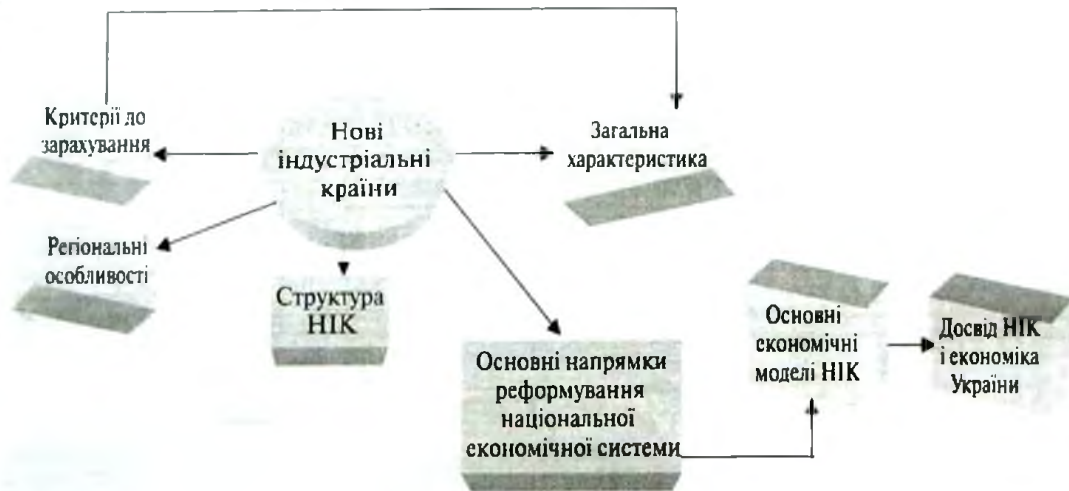 Критерії до
зарахування
Нові
індустріальні
країни
Загальна
характеристика
Регіональні
особливості
Структура
НІК
Основні напрямки
реформування
національної
економічної системи
Основні
економічні
моделі НІК
Досвід НІК
і економіка
України